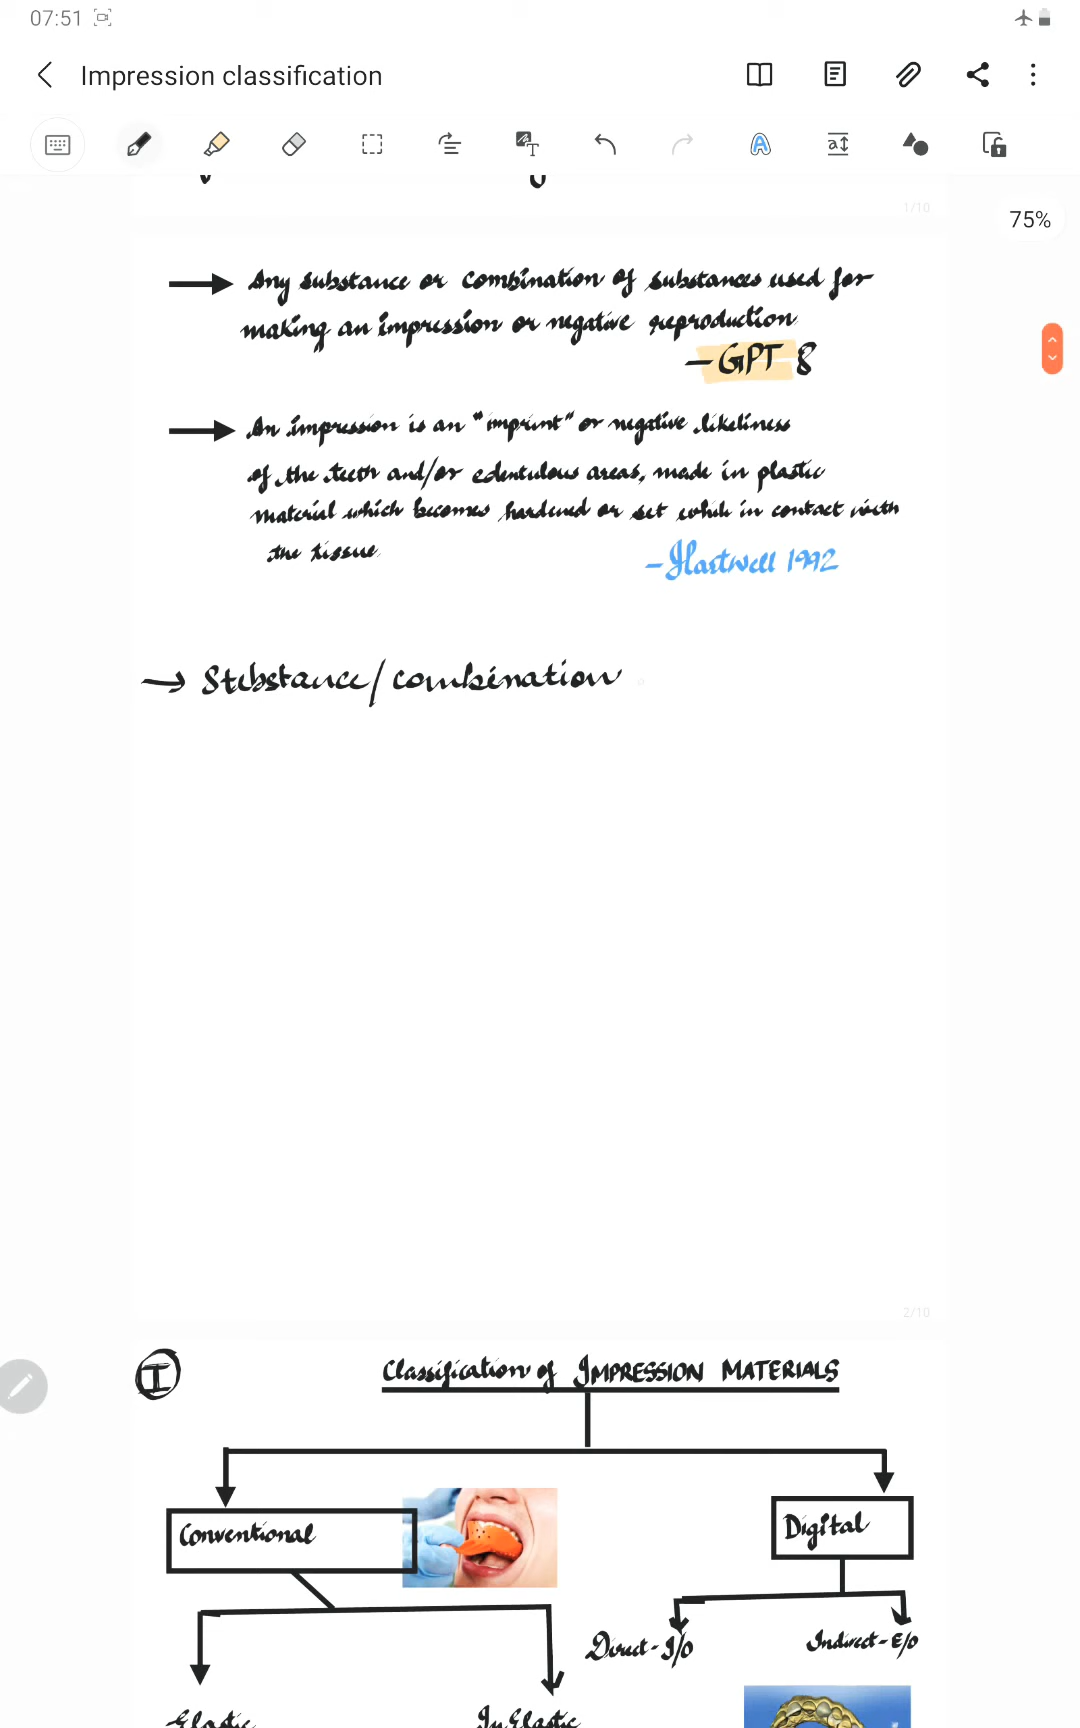 07:51
Impression classification
1/10
75%
Any substance or combination of substances used for
making an impression or negative reproduction
- GPT 8
An impression is an "imprint" or negative likeliness
of the teeth and/or edentulous areas, made in plastic
material which becomes hardened or set while in contact with
the tissue
- Hartwell 1992
→ Substance/combination
2/10
I
Classification of IMPRESSION MATERIALS
Conventional
Digital
Direct - I/O
Indirect - E/O
Elastic
InElastic